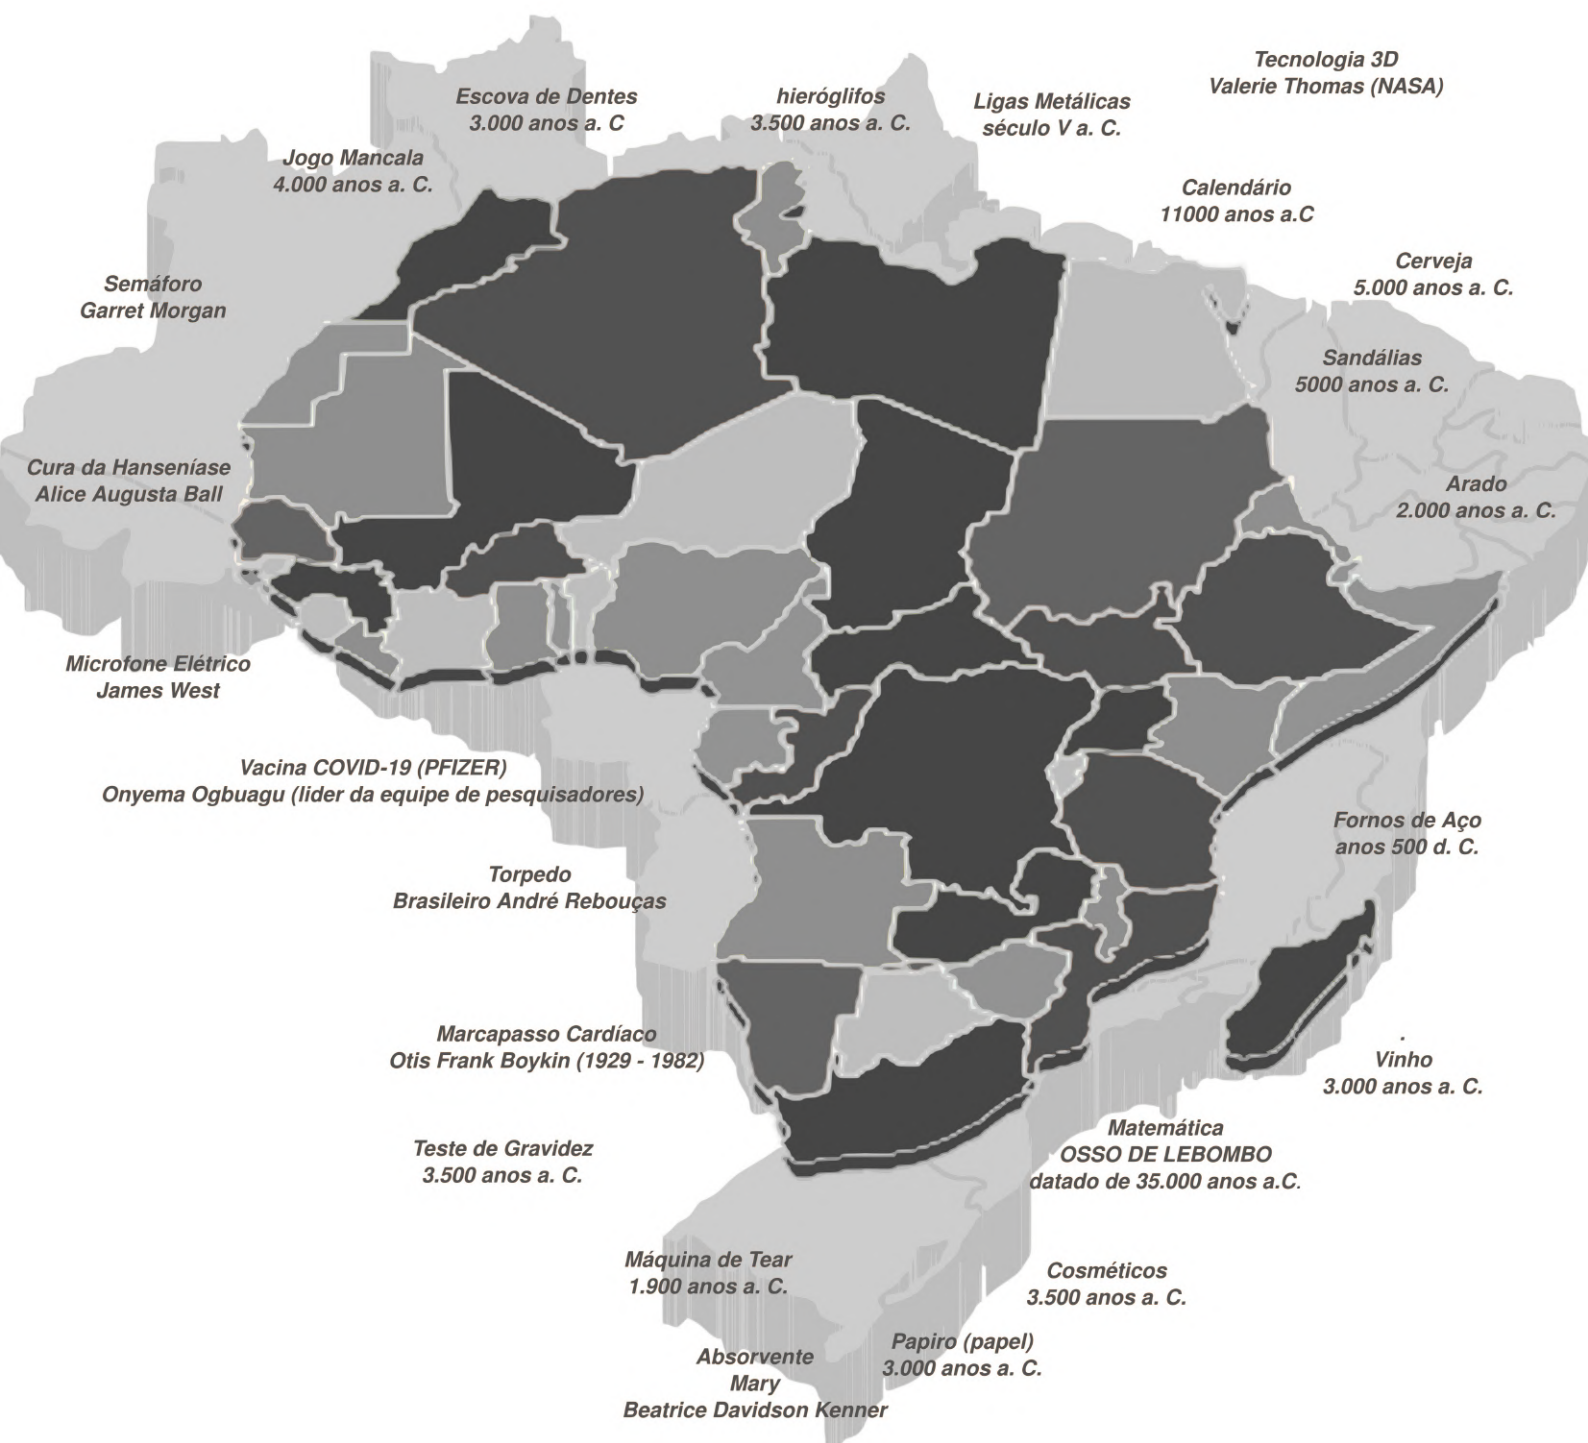 Tecnologia 3D
Valerie Thomas (NASA)
Escova de Dentes
3.000 anos a. C
hieróglifos
3.500 anos a. C.
Ligas Metálicas
século V a. C.
Jogo Mancala
4.000 anos a. C.
Calendário
11000 anos a.C
Cerveja
5.000 anos a. C.
Semáforo
Garret Morgan
Sandálias
5000 anos a. C.
Cura da Hanseníase
Alice Augusta Ball
Arado
2.000 anos a. C.
Microfone Elétrico
James West
Vacina COVID-19 (PFIZER)
Onyema Ogbuagu (lider da equipe de pesquisadores)
Fornos de Aço
anos 500 d. C.
Torpedo
Brasileiro André Rebouças
Marcapasso Cardíaco
Otis Frank Boykin (1929 - 1982)
Vinho
3.000 anos a. C.
Teste de Gravidez
3.500 anos a. C.
Matemática
OSSO DE LEBOMBO
datado de 35.000 anos a.C.
Máquina de Tear
1.900 anos a. C.
Cosméticos
3.500 anos a. C.
Papiro (papel)
3.000 anos a. C.
Absorvente
Mary
Beatrice Davidson Kenner